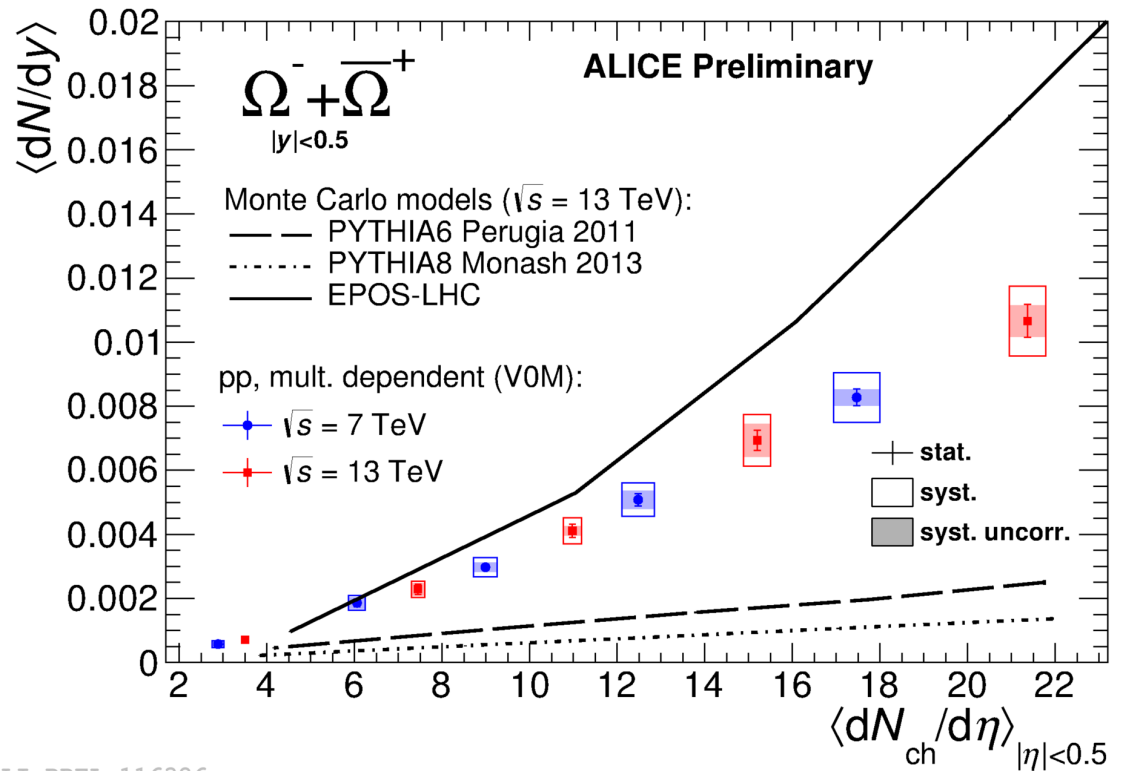 ⟨dN/dy⟩
0.02
0.018
0.016
0.014
0.012
0.01
0.008
0.006
0.004
0.002
0
Ω⁻+Ω̅⁺
|y|<0.5
ALICE Preliminary
Monte Carlo models (√s = 13 TeV):
PYTHIA6 Perugia 2011
PYTHIA8 Monash 2013
EPOS-LHC
pp, mult. dependent (V0M):
√s = 7 TeV
√s = 13 TeV
stat.
syst.
syst. uncorr.
2 4 6 8 10 12 14 16 18 20 22
⟨dN_ch/dη⟩_|η|<0.5